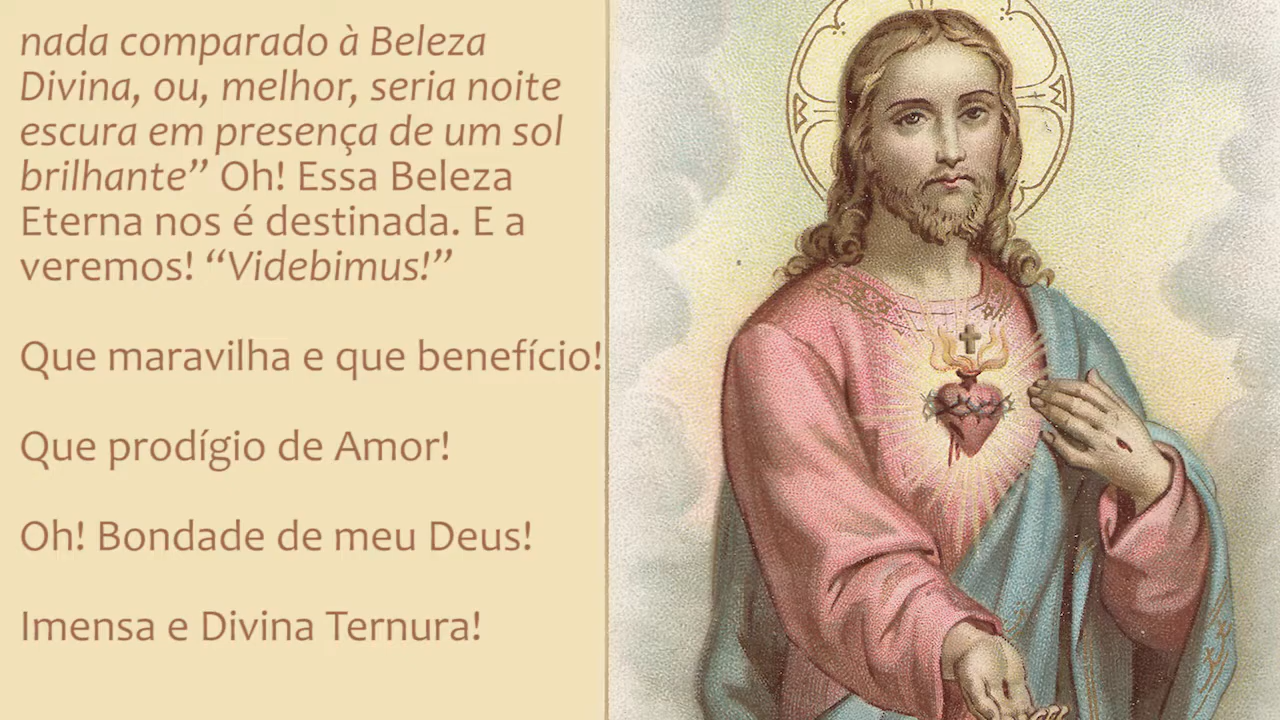 nada comparado à Beleza
Divina, ou, melhor, seria noite
escura em presença de um sol
brilhante” Oh! Essa Beleza
Eterna nos é destinada. E a
veremos! “Videbimus!”
Que maravilha e que benefício!
Que prodígio de Amor!
Oh! Bondade de meu Deus!
Imensa e Divina Ternura!